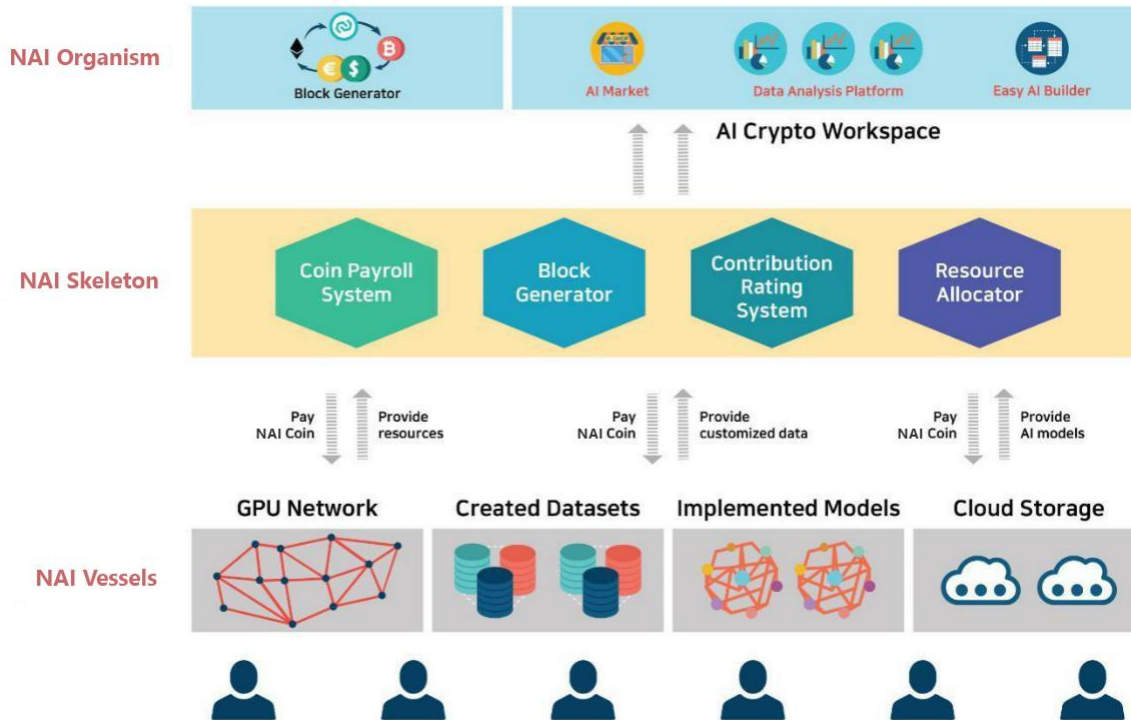 NAI Organism
Block Generator
AI Market
Data Analysis Platform
Easy AI Builder
AI Crypto Workspace
NAI Skeleton
Coin Payroll
System
Block
Generator
Contribution
Rating
System
Resource
Allocator
Pay
NAI Coin
Provide
resources
Pay
NAI Coin
Provide
customized data
Pay
NAI Coin
Provide
AI models
GPU Network
Created Datasets
Implemented Models
Cloud Storage
NAI Vessels